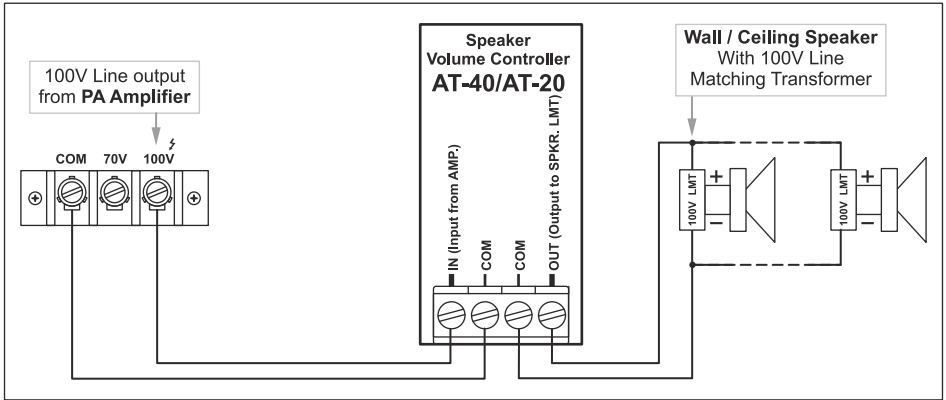 100V Line output
from PA Amplifier
COM 70V 100V
Speaker
Volume Controller
AT-40/AT-20
IN (Input from AMP.)
COM
COM
OUT (Output to SPKR. LMT)
Wall / Ceiling Speaker
With 100V Line
Matching Transformer
100V LMT
+
−
100V LMT
+
−